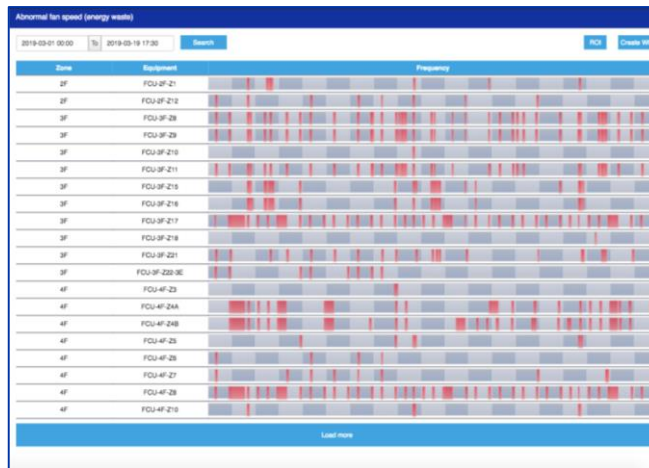 Abnormal fan speed (energy waste)
2019-03-01 00:00 To 2019-03-19 17:30 Search ROI Create W
Zone Equipment Frequency
2F FCU-2F-Z1
2F FCU-2F-Z12
3F FCU-3F-Z8
3F FCU-3F-Z9
3F FCU-3F-Z10
3F FCU-3F-Z11
3F FCU-3F-Z15
3F FCU-3F-Z16
3F FCU-3F-Z17
3F FCU-3F-Z18
3F FCU-3F-Z21
3F FCU-3F-Z22-3E
4F FCU-4F-Z3
4F FCU-4F-Z4A
4F FCU-4F-Z4B
4F FCU-4F-Z5
4F FCU-4F-Z6
4F FCU-4F-Z7
4F FCU-4F-Z8
4F FCU-4F-Z10
Load more